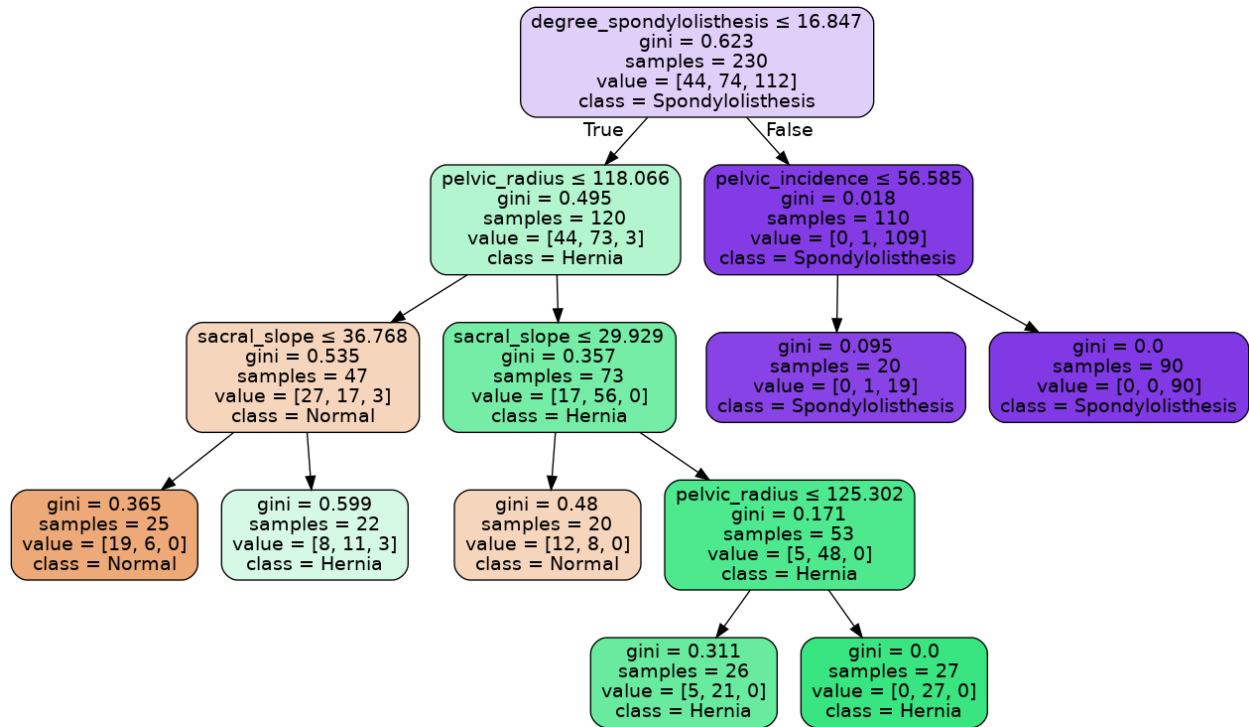 degree_spondylolisthesis ≤ 16.847
gini = 0.623
samples = 230
value = [44, 74, 112]
class = Spondylolisthesis
True
False
pelvic_radius ≤ 118.066
gini = 0.495
samples = 120
value = [44, 73, 3]
class = Hernia
pelvic_incidence ≤ 56.585
gini = 0.018
samples = 110
value = [0, 1, 109]
class = Spondylolisthesis
sacral_slope ≤ 36.768
gini = 0.535
samples = 47
value = [27, 17, 3]
class = Normal
sacral_slope ≤ 29.929
gini = 0.357
samples = 73
value = [17, 56, 0]
class = Hernia
gini = 0.095
samples = 20
value = [0, 1, 19]
class = Spondylolisthesis
gini = 0.0
samples = 90
value = [0, 0, 90]
class = Spondylolisthesis
gini = 0.365
samples = 25
value = [19, 6, 0]
class = Normal
gini = 0.599
samples = 22
value = [8, 11, 3]
class = Hernia
gini = 0.48
samples = 20
value = [12, 8, 0]
class = Normal
pelvic_radius ≤ 125.302
gini = 0.171
samples = 53
value = [5, 48, 0]
class = Hernia
gini = 0.311
samples = 26
value = [5, 21, 0]
class = Hernia
gini = 0.0
samples = 27
value = [0, 27, 0]
class = Hernia